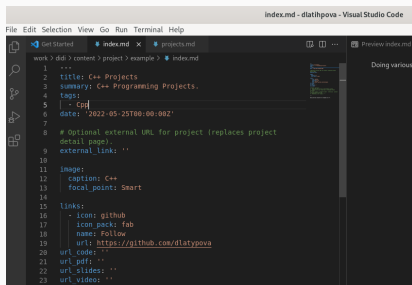 index.md - dlatihpova - Visual Studio Code
File Edit Selection View Go Run Terminal Help
Get Started index.md × projects.md Preview index.md
work > didi > content > project > example > index.md
1 ---
2 title: C++ Projects
3 summary: C++ Programming Projects.
4 tags:
5 - Cpp
6 date: '2022-05-25T00:00:00Z'
7
8 # Optional external URL for project (replaces project
detail page).
9 external_link: ''
10
11 image:
12 caption: C++
13 focal_point: Smart
14
15 links:
16 - icon: github
17 icon_pack: fab
18 name: Follow
19 url: https://github.com/dlatypova
20 url_code: ''
21 url_pdf: ''
22 url_slides: ''
23 url_video: ''
Doing various